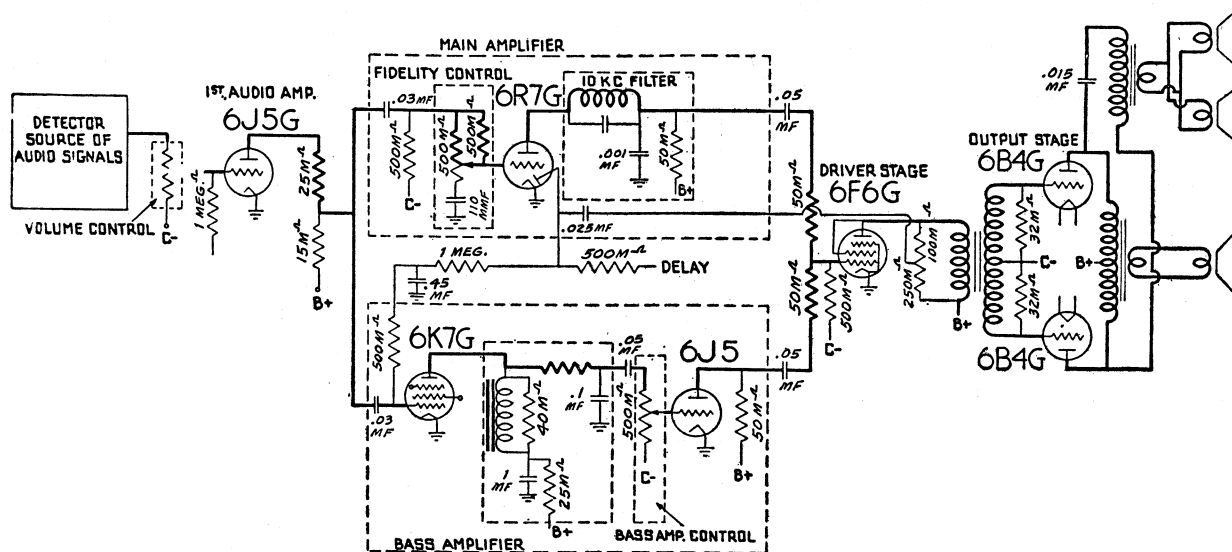 DETECTOR
SOURCE OF
AUDIO SIGNALS
VOLUME CONTROL
C-
1 MEG. Ω
1ST. AUDIO AMP.
6J5G
25MΩ
15MΩ
B+
MAIN AMPLIFIER
FIDELITY CONTROL
.03MF
500MΩ
C-
500MΩ
500MΩ
110
MMF
6R7G
10 KC FILTER
.001
MF
50MΩ
B+
.05
MF
.025MF
1 MEG.
500MΩ
DELAY
.45
MF
500MΩ
.03
MF
6K7G
40MΩ
1
MF
25MΩ
B+
.1
MF
.05
MF
500MΩ
C-
6J5
50MΩ
B+
.05
MF
BASS AMP. CONTROL
BASS AMPLIFIER
50MΩ
50MΩ
DRIVER STAGE
6F6G
500MΩ
C-
250MΩ
100MΩ
B+
OUTPUT STAGE
6B4G
32MΩ
C-
32MΩ
6B4G
B+
.015
MF